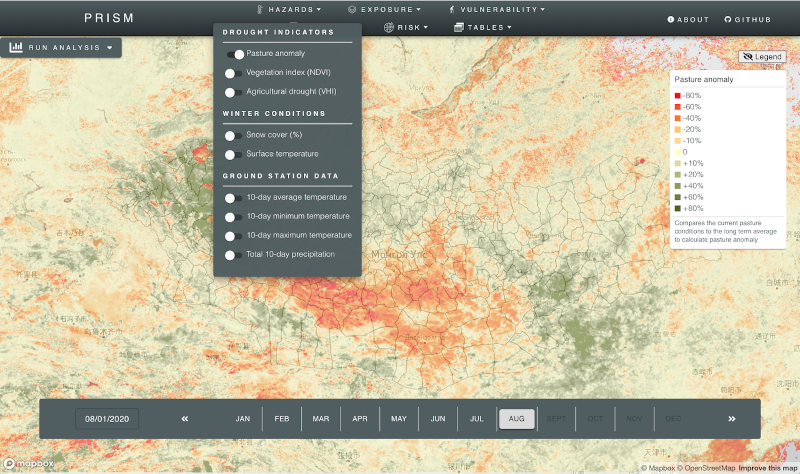 PRISM
HAZARDS
EXPOSURE
VULNERABILITY
RISK
TABLES
ABOUT
GITHUB
RUN ANALYSIS
DROUGHT INDICATORS
Pasture anomaly
Vegetation index (NDVI)
Agricultural drought (VHI)
WINTER CONDITIONS
Snow cover (%)
Surface temperature
GROUND STATION DATA
10-day average temperature
10-day minimum temperature
10-day maximum temperature
Total 10-day precipitation
Legend
Pasture anomaly
-80%
-60%
-40%
-20%
-10%
0
+10%
+20%
+40%
+60%
+80%
Compares the current pasture
conditions to the long term average
to calculate pasture anomaly
08/01/2020
«
JAN
FEB
MAR
APR
MAY
JUN
JUL
AUG
SEPT
OCT
NOV
DEC
»
mapbox
© Mapbox © OpenStreetMap Improve this map